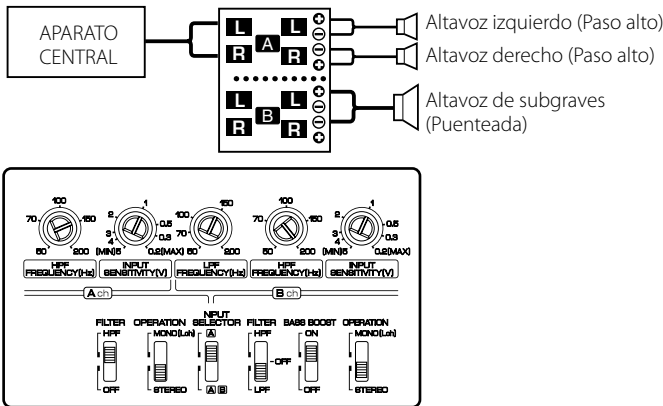 APARATO
CENTRAL
L L
A
R R
L L
B
R R
Altavoz izquierdo (Paso alto)
Altavoz derecho (Paso alto)
Altavoz de subgraves
(Puenteada)
100
70 150
50 200
HPF
FREQUENCY(Hz)
1
2 0.5
3 0.3
4
(MIN)5 0.2(MAX)
INPUT
SENSITIVITY(V)
150
100
70
50 200
LPF
FREQUENCY(Hz)
100
70 150
50 200
HPF
FREQUENCY(Hz)
1
2 0.5
3 0.3
4
(MIN)5 0.2(MAX)
INPUT
SENSITIVITY(V)
A ch
B ch
FILTER
HPF
OFF
OPERATION
MONO(Lch)
STEREO
INPUT
SELECTOR
A
A B
FILTER
HPF
OFF
LPF
BASS BOOST
ON
OFF
OPERATION
MONO(Lch)
STEREO